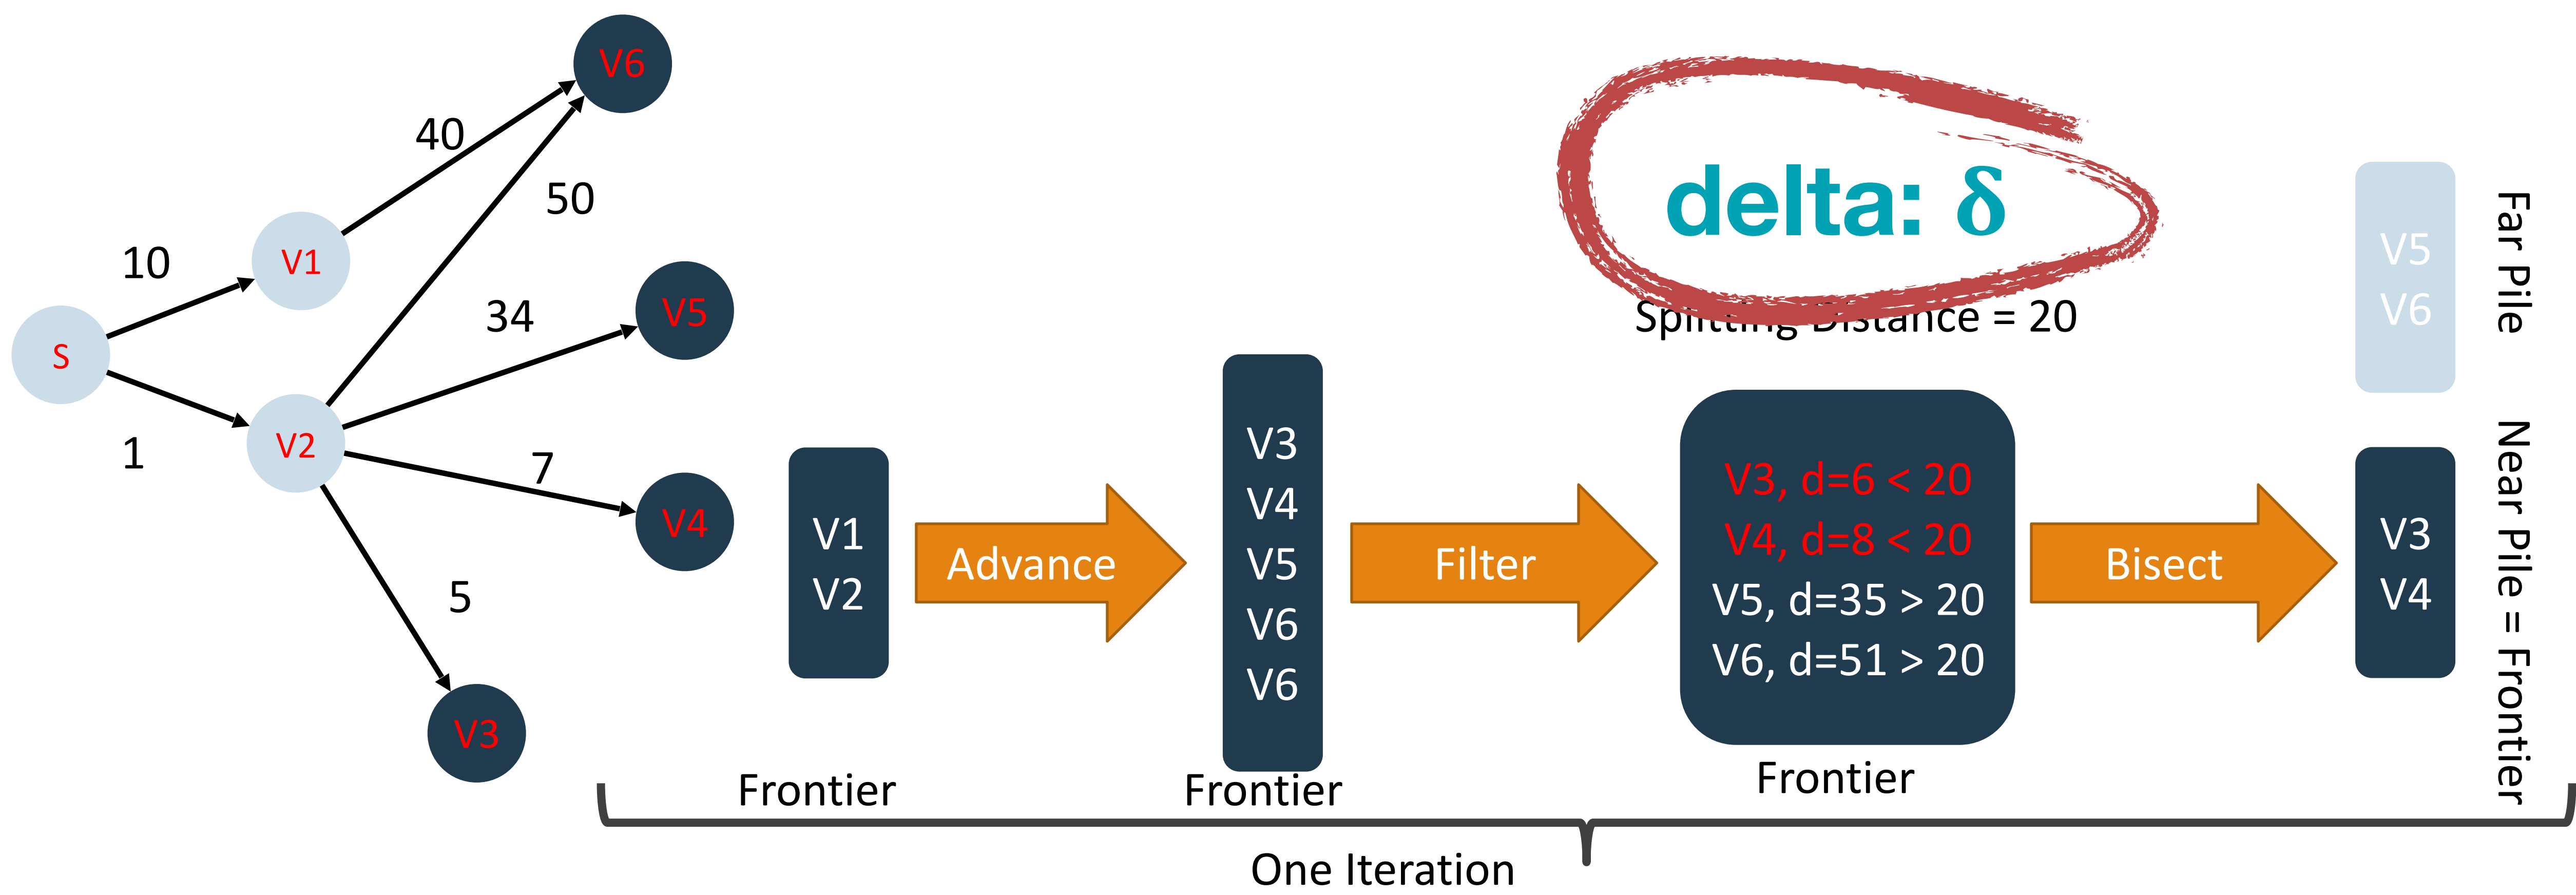 V6
40
50
10
V1
34
V5
S
1
V2
7
V4
5
V3
V1
V2
Frontier
Advance
V3
V4
V5
V6
V6
Frontier
Filter
delta: δ
Splitting Distance = 20
V3, d=6 < 20
V4, d=8 < 20
V5, d=35 > 20
V6, d=51 > 20
Frontier
Bisect
V5
V6
Far Pile
V3
V4
Near Pile = Frontier
One Iteration